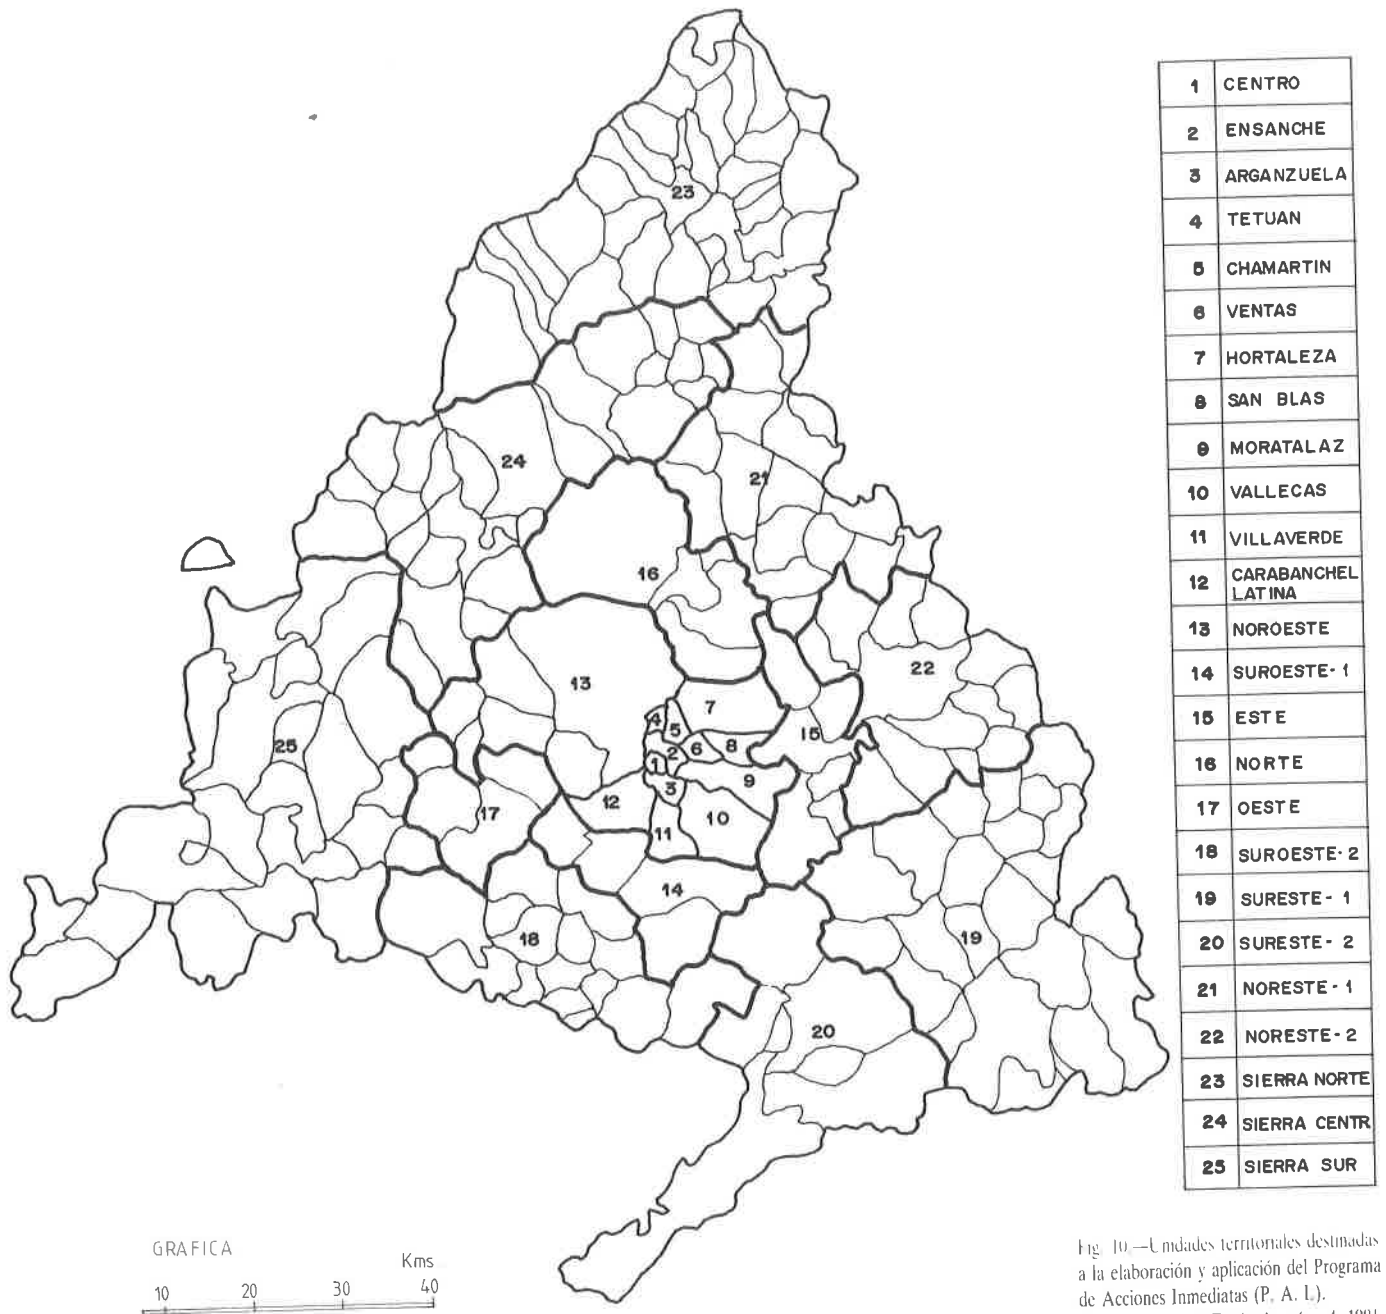 23
24
21
16
22
13
7
4
5
15
25
2
6
8
1
9
3
12
17
10
11
14
18
19
20
1 CENTRO
2 ENSANCHE
3 ARGANZUELA
4 TETUAN
5 CHAMARTIN
6 VENTAS
7 HORTALEZA
8 SAN BLAS
9 MORATALAZ
10 VALLECAS
11 VILLAVERDE
12 CARABANCHEL
LATINA
13 NOROESTE
14 SUROESTE-1
15 ESTE
16 NORTE
17 OESTE
18 SUROESTE-2
19 SURESTE-1
20 SURESTE-2
21 NORESTE-1
22 NORESTE-2
23 SIERRA NORTE
24 SIERRA CENTR
25 SIERRA SUR
GRAFICA
Kms
10 20 30 40
Fig. 10.—Unidades territoriales destinadas
a la elaboración y aplicación del Programa
de Acciones Inmediatas (P. A. I.).